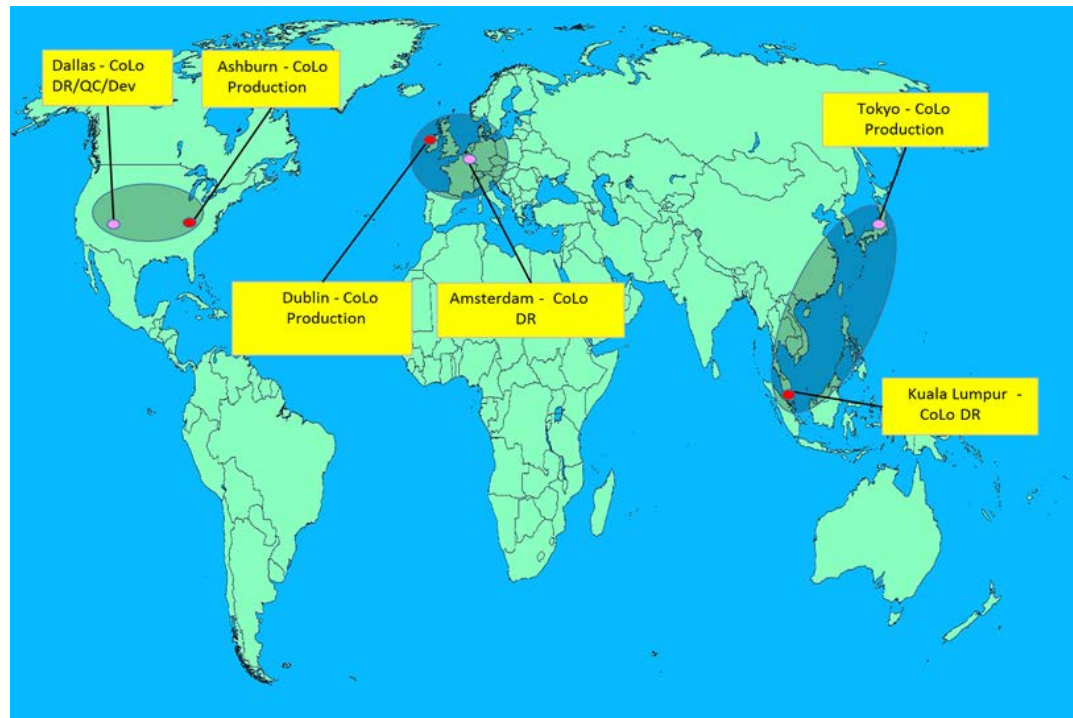 Dallas - CoLo
DR/QC/Dev
Ashburn - CoLo
Production
Tokyo - CoLo
Production
Dublin - CoLo
Production
Amsterdam - CoLo
DR
Kuala Lumpur -
CoLo DR